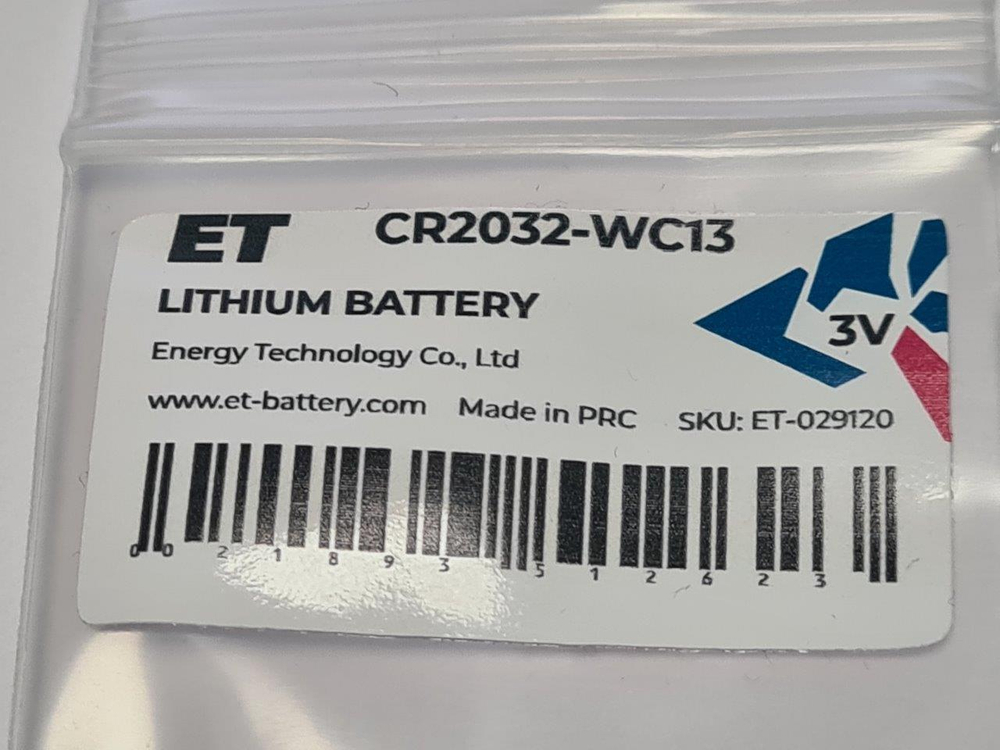 ET CR2032-WC13
LITHIUM BATTERY
3V
Energy Technology Co., Ltd
www.et-battery.com Made in PRC SKU: ET-029120
0 0 2 1 8 9 3 5 1 2 6 2 3